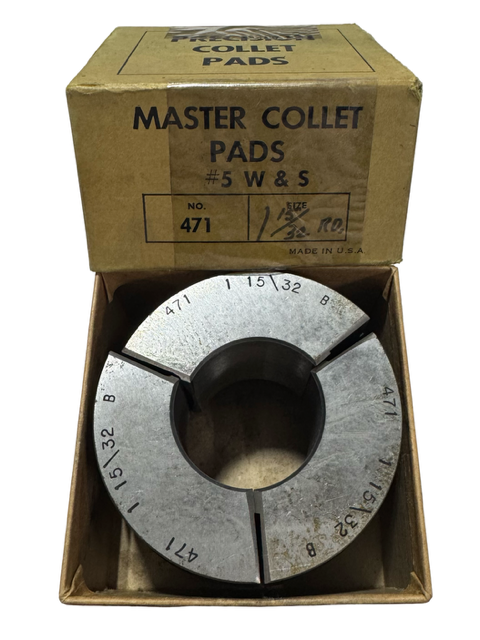 PRECISION
COLLET
PADS
MASTER COLLET
PADS
#5 W & S
NO.
471
SIZE
1 15/32 RD.
MADE IN U.S.A.
471 1 15\32 B
471 1 15\32 B
471 1 15\32 B